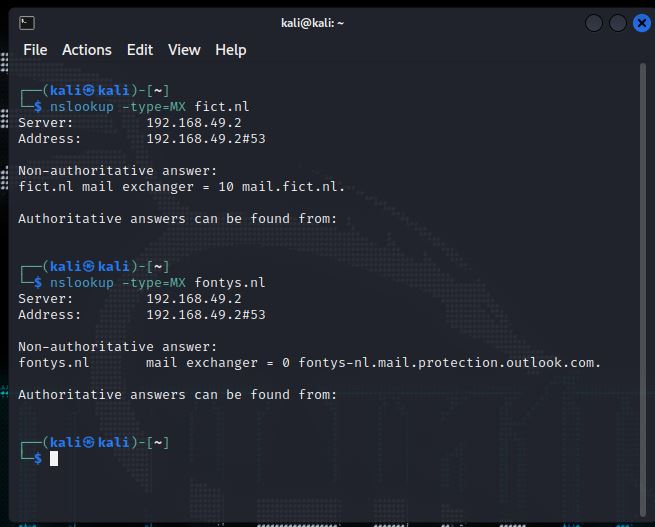 kali@kali: ~
File Actions Edit View Help
┌──(kali㉿kali)-[~]
└─$ nslookup -type=MX fict.nl
Server:         192.168.49.2
Address:        192.168.49.2#53
Non-authoritative answer:
fict.nl mail exchanger = 10 mail.fict.nl.
Authoritative answers can be found from:
┌──(kali㉿kali)-[~]
└─$ nslookup -type=MX fontys.nl
Server:         192.168.49.2
Address:        192.168.49.2#53
Non-authoritative answer:
fontys.nl       mail exchanger = 0 fontys-nl.mail.protection.outlook.com.
Authoritative answers can be found from:
┌──(kali㉿kali)-[~]
└─$